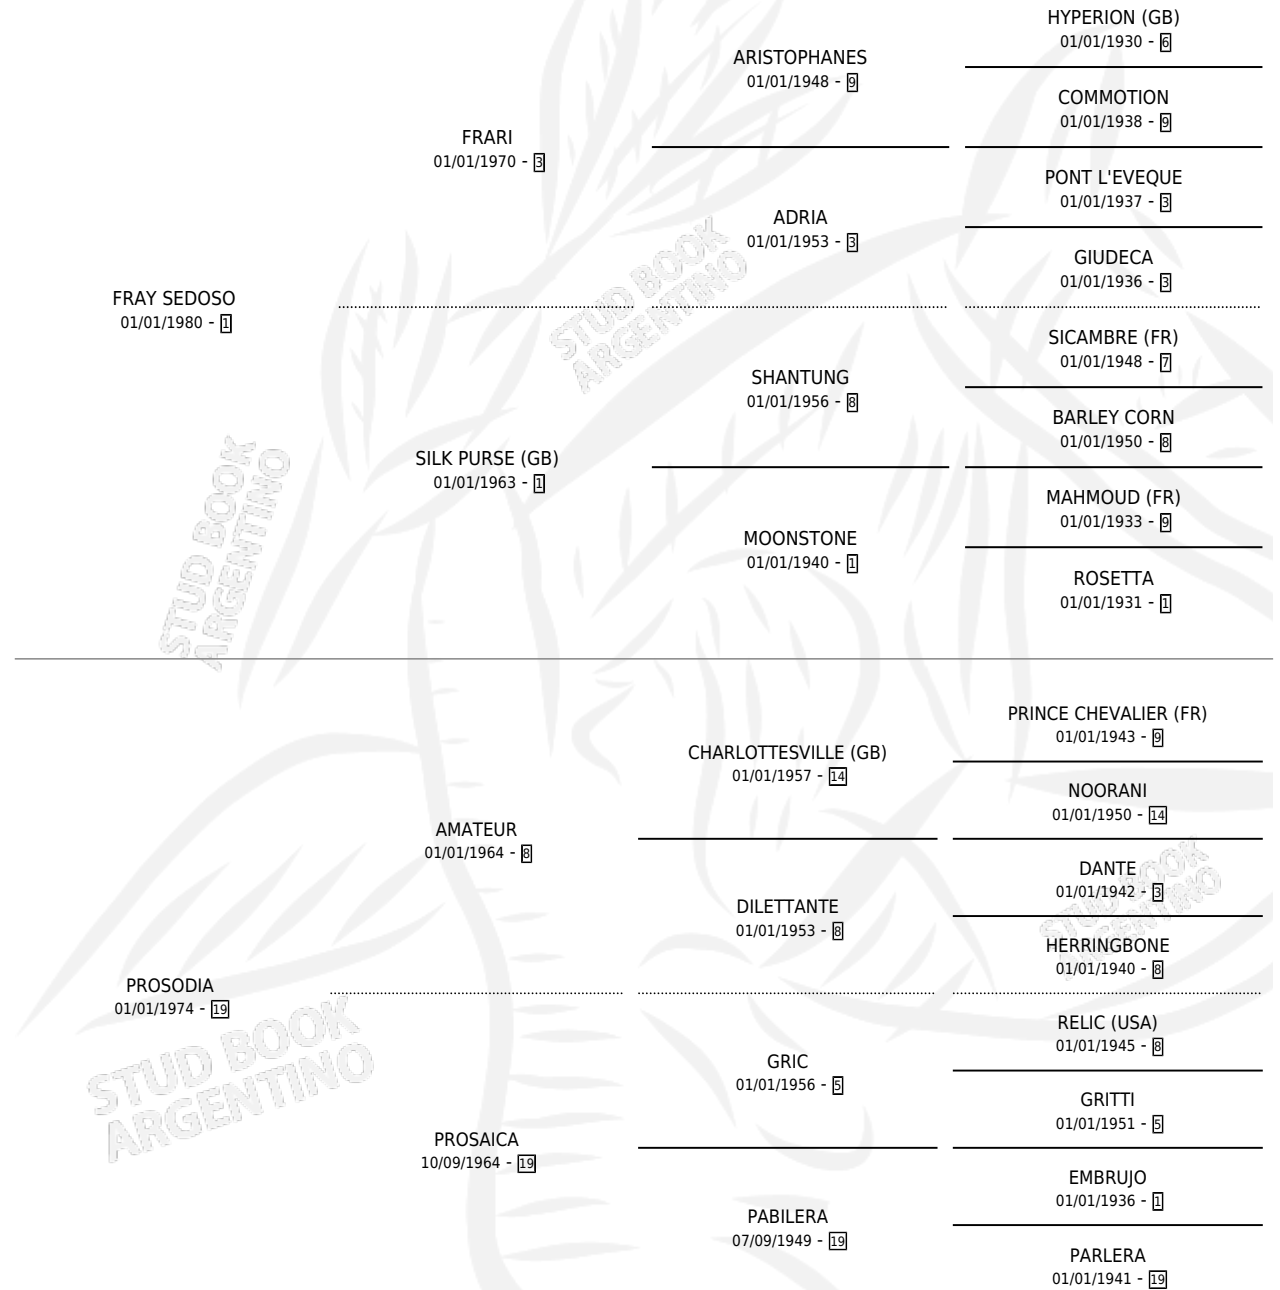 HYPERION (GB)
01/01/1930 - 6
ARISTOPHANES
01/01/1948 - 9
COMMOTION
01/01/1938 - 9
FRARI
01/01/1970 - 3
PONT L'EVEQUE
01/01/1937 - 3
ADRIA
01/01/1953 - 3
GIUDECA
01/01/1936 - 3
FRAY SEDOSO
01/01/1980 - 1
STUD BOOK
ARGENTINO
SICAMBRE (FR)
01/01/1948 - 7
SHANTUNG
01/01/1956 - 8
BARLEY CORN
01/01/1950 - 8
SILK PURSE (GB)
01/01/1963 - 1
MAHMOUD (FR)
01/01/1933 - 9
MOONSTONE
01/01/1940 - 1
ROSETTA
01/01/1931 - 1
STUD BOOK
ARGENTINO
PRINCE CHEVALIER (FR)
01/01/1943 - 9
CHARLOTTESVILLE (GB)
01/01/1957 - 14
NOORANI
01/01/1950 - 14
AMATEUR
01/01/1964 - 8
DANTE
01/01/1942 - 3
DILETTANTE
01/01/1953 - 8
STUD BOOK
ARGENTINO
HERRINGBONE
01/01/1940 - 8
PROSODIA
01/01/1974 - 19
RELIC (USA)
01/01/1945 - 8
GRIC
01/01/1956 - 5
GRITTI
01/01/1951 - 5
STUD BOOK
ARGENTINO
PROSAICA
10/09/1964 - 19
EMBRUJO
01/01/1936 - 1
PABILERA
07/09/1949 - 19
PARLERA
01/01/1941 - 19